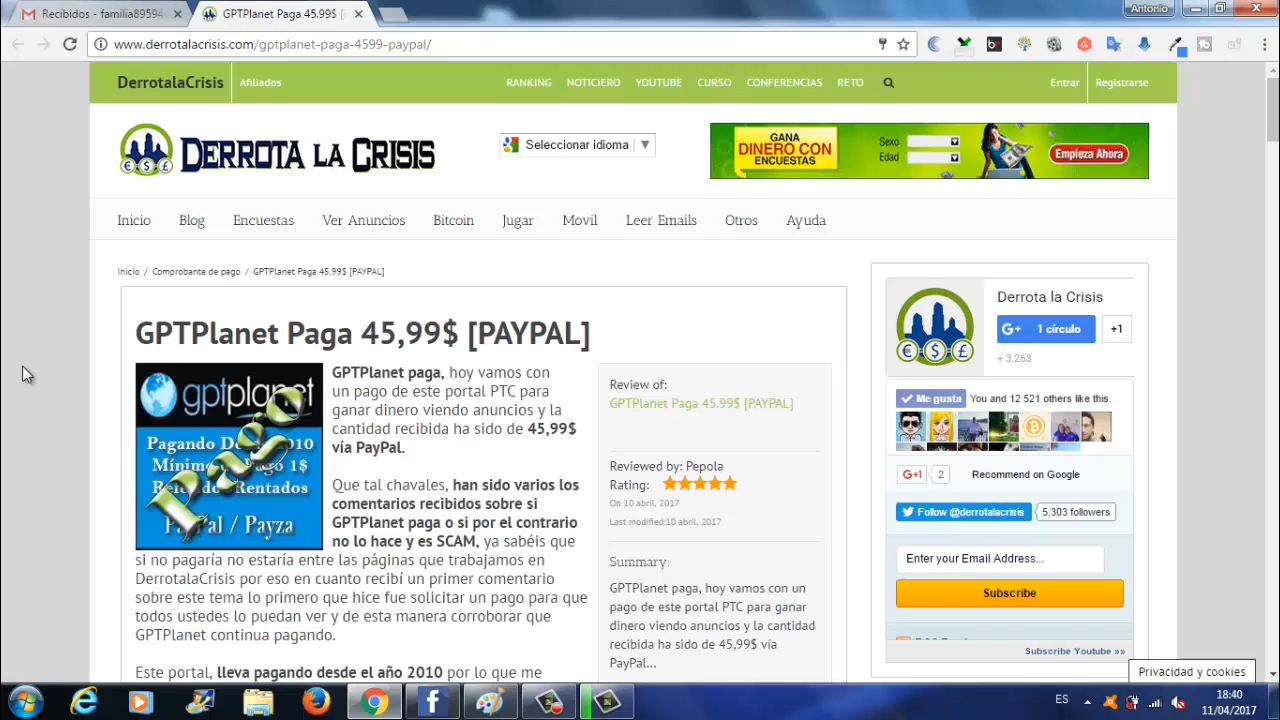 Recibidos - familia89594
GPTPlanet Paga 45.99$ [
Antonio
www.derrotalacrisis.com/gptplanet-paga-4599-paypal/
DerrotalaCrisis
Afiliados
RANKING NOTICIERO YOUTUBE CURSO CONFERENCIAS RETO
Entrar
Registrarse
DERROTA LA CRISIS
Seleccionar idioma
GANA
DINERO CON
ENCUESTAS
Sexo
Edad
Empieza Ahora
Inicio Blog Encuestas Ver Anuncios Bitcoin Jugar Movil Leer Emails Otros Ayuda
Inicio / Comprobante de pago / GPTPlanet Paga 45,99$ [PAYPAL]
GPTPlanet Paga 45,99$ [PAYPAL]
gptplanet
Pagando D 2010
Mínimo de Pago 1$
Rentados
PayPal / Payza
Pago
GPTPlanet paga, hoy vamos con
un pago de este portal PTC para
ganar dinero viendo anuncios y la
cantidad recibida ha sido de 45,99$
vía PayPal.
Que tal chavales, han sido varios los
comentarios recibidos sobre si
GPTPlanet paga o si por el contrario
no lo hace y es SCAM, ya sabéis que
si no pagaría no estaría entre las páginas que trabajamos en
DerrotalaCrisis por eso en cuanto recibí un primer comentario
sobre este tema lo primero que hice fue solicitar un pago para que
todos ustedes lo puedan ver y de esta manera corroborar que
GPTPlanet continua pagando.
Este portal, lleva pagando desde el año 2010 por lo que me
Review of:
GPTPlanet Paga 45.99$ [PAYPAL]
Reviewed by: Pepola
Rating:
On 10 abril, 2017
Last modified:10 abril, 2017
Summary:
GPTPlanet paga, hoy vamos con un
pago de este portal PTC para ganar
dinero viendo anuncios y la cantidad
recibida ha sido de 45,99$ vía
PayPal...
Derrota la Crisis
G+ 1 círculo
+1
+ 3.263
Me gusta
You and 12 521 others like this.
G+1
2
Recommend on Google
Follow @derrotalacrisis
5,303 followers
Enter your Email Address...
Subscribe
Subscribe Youtube »»
Privacidad y cookies
ES
18:40
11/04/2017